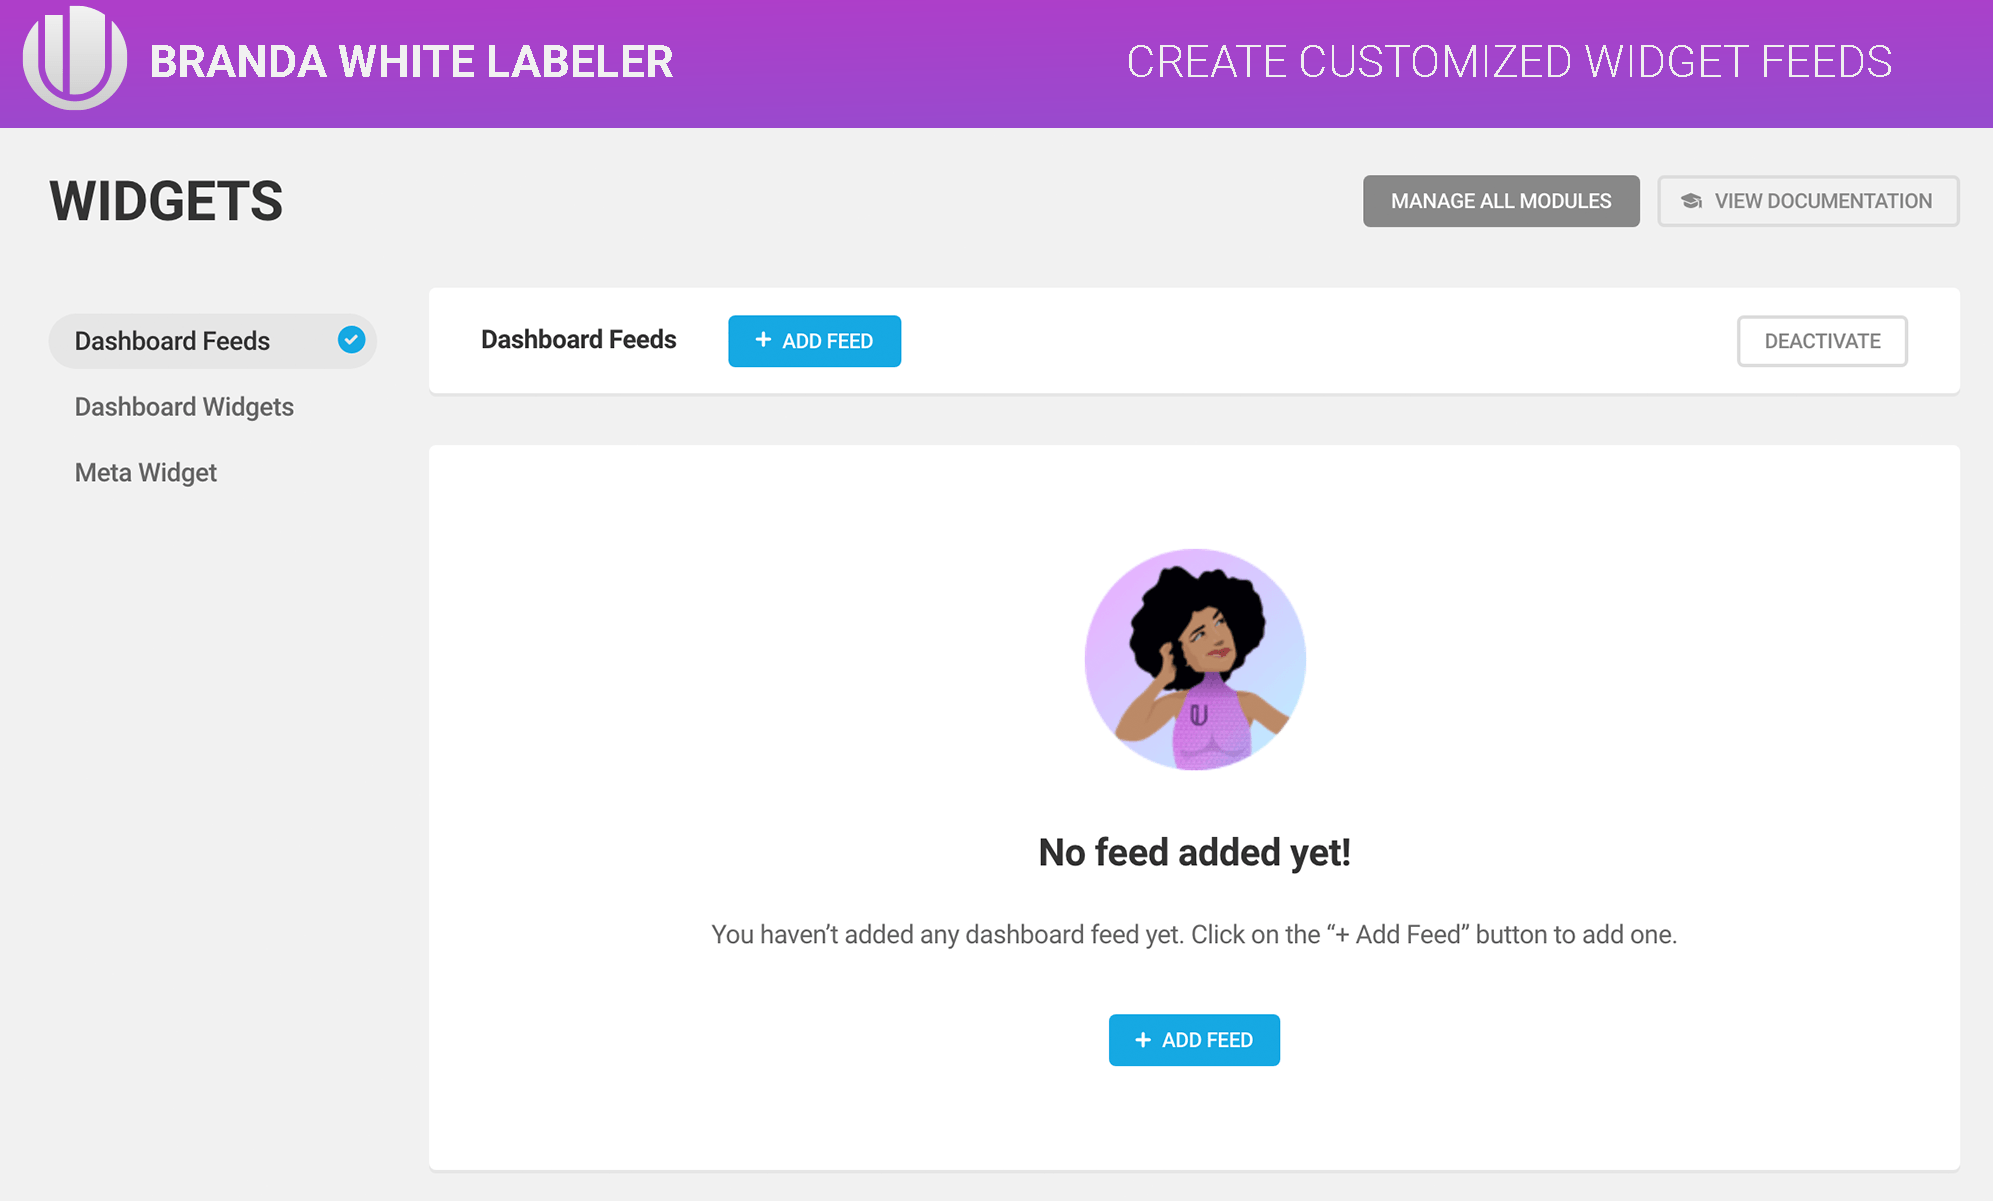 BRANDA WHITE LABELER
CREATE CUSTOMIZED WIDGET FEEDS
WIDGETS
MANAGE ALL MODULES
VIEW DOCUMENTATION
Dashboard Feeds
Dashboard Widgets
Meta Widget
Dashboard Feeds
+ ADD FEED
DEACTIVATE
No feed added yet!
You haven’t added any dashboard feed yet. Click on the “+ Add Feed” button to add one.
+ ADD FEED